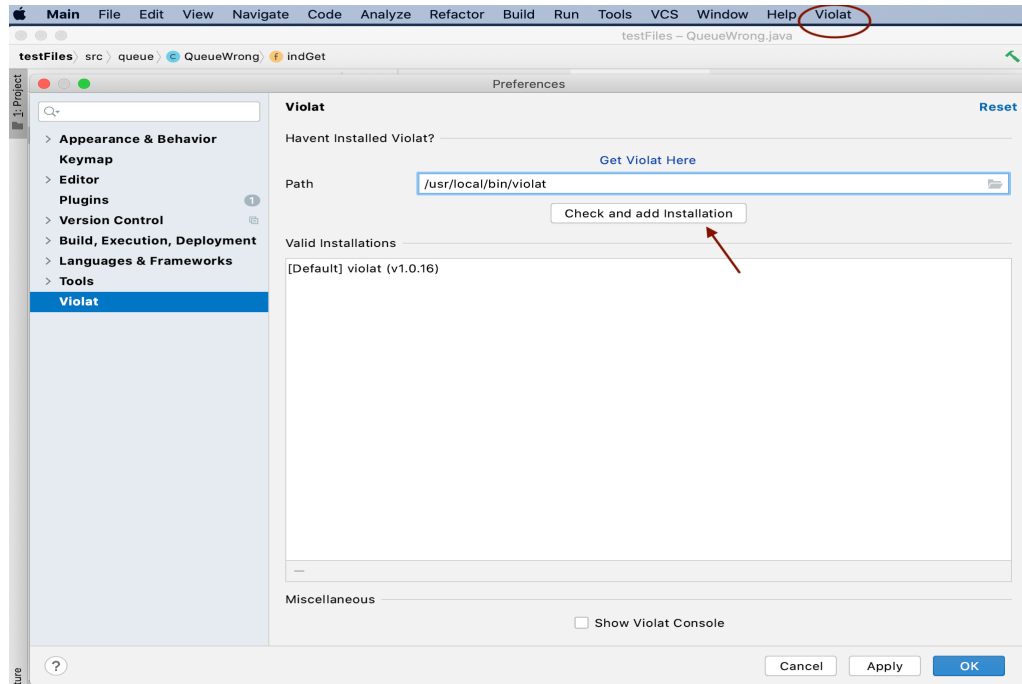 Main File Edit View Navigate Code Analyze Refactor Build Run Tools VCS Window Help Violat
testFiles – QueueWrong.java
testFiles src queue C QueueWrong f indGet
1: Project
Preferences
Violat Reset
Appearance & Behavior
Keymap
Editor
Plugins 1
Version Control
Build, Execution, Deployment
Languages & Frameworks
Tools
Violat
Havent Installed Violat?
Get Violat Here
Path /usr/local/bin/violat
Check and add Installation
Valid Installations
[Default] violat (v1.0.16)
Miscellaneous
Show Violat Console
? Cancel Apply OK